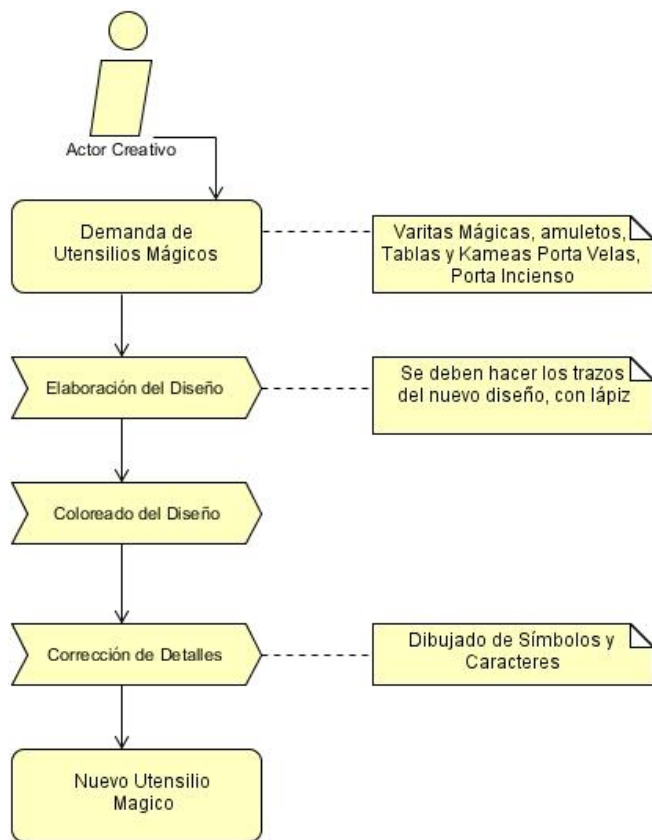 Actor Creativo
Demanda de
Utensilios Mágicos
Varitas Mágicas, amuletos,
Tablas y Kameas Porta Velas,
Porta Incienso
Elaboración del Diseño
Se deben hacer los trazos
del nuevo diseño, con lápiz
Coloreado del Diseño
Corrección de Detalles
Dibujado de Símbolos y
Caracteres
Nuevo Utensilio
Magico